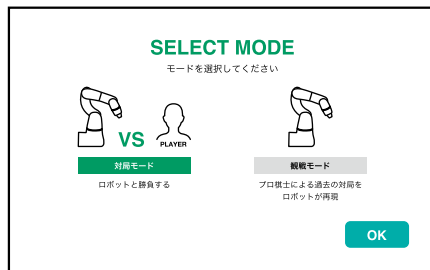 SELECT MODE
モードを選択してください
VS
PLAYER
対局モード
ロボットと勝負する
観戦モード
プロ棋士による過去の対局を
ロボットが再現
OK